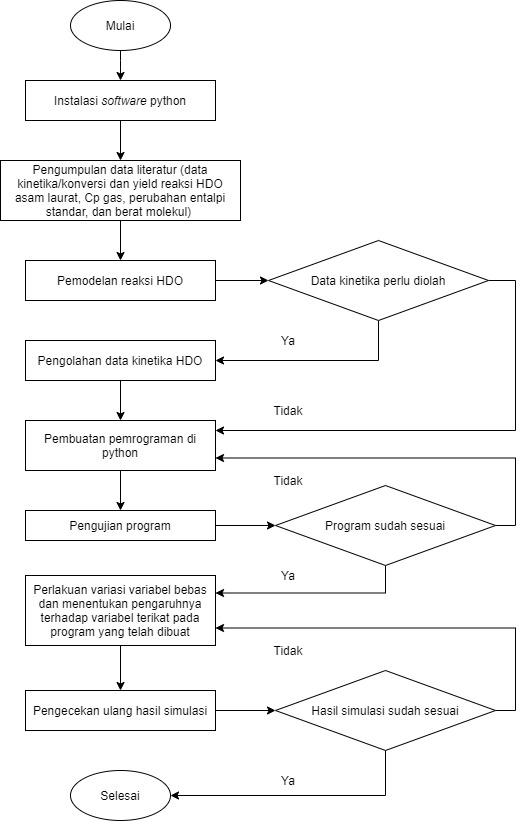 Mulai
Instalasi software python
Pengumpulan data literatur (data
kinetika/konversi dan yield reaksi HDO
asam laurat, Cp gas, perubahan entalpi
standar, dan berat molekul)
Pemodelan reaksi HDO
Data kinetika perlu diolah
Ya
Pengolahan data kinetika HDO
Tidak
Pembuatan pemrograman di
python
Tidak
Pengujian program
Program sudah sesuai
Ya
Perlakuan variasi variabel bebas
dan menentukan pengaruhnya
terhadap variabel terikat pada
program yang telah dibuat
Tidak
Pengecekan ulang hasil simulasi
Hasil simulasi sudah sesuai
Ya
Selesai